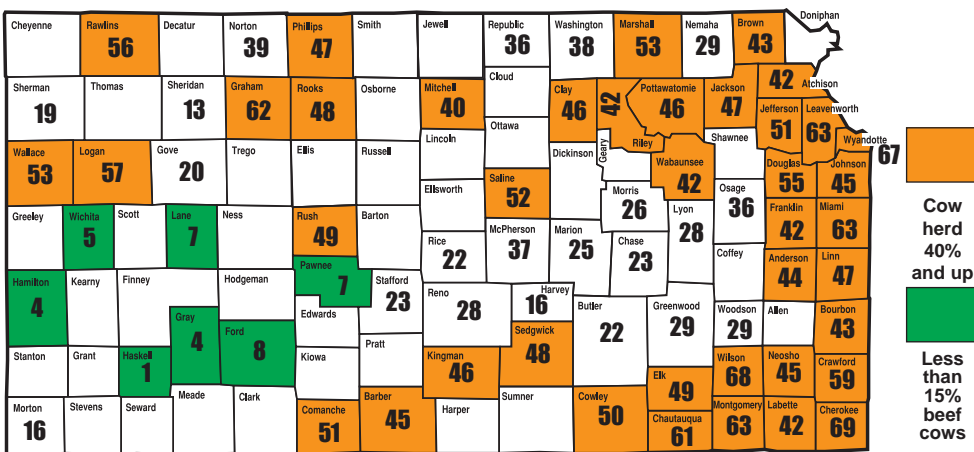 Cheyenne
Rawlins
56
Decatur
Norton
39
Phillips
47
Smith
Jewell
Republic
36
Washington
38
Marshall
53
Nemaha
29
Brown
43
Doniphan
Sherman
19
Thomas
Sheridan
13
Graham
62
Rooks
48
Osborne
Mitchell
40
Cloud
Clay
46
42
Riley
Pottawatomie
46
Jackson
47
42
Atchison
Jefferson
51
Leavenworth
63
Wyandotte
67
Wallace
53
Logan
57
Gove
20
Trego
Ellis
Russell
Lincoln
Ottawa
Saline
52
Dickinson
Geary
Wabaunsee
42
Shawnee
Douglas
55
Johnson
45
Greeley
Wichita
5
Scott
Lane
7
Ness
Rush
49
Barton
Ellsworth
Rice
22
McPherson
37
Marion
25
Morris
26
Chase
23
Lyon
28
Osage
36
Franklin
42
Miami
63
Coffey
Anderson
44
Linn
47
Hamilton
4
Kearny
Finney
Hodgeman
Pawnee
7
Stafford
23
Edwards
Reno
28
Harvey
16
Butler
22
Greenwood
29
Woodson
29
Allen
Bourbon
43
Gray
4
Ford
8
Kiowa
Pratt
Kingman
46
Sedgwick
48
Elk
49
Wilson
68
Neosho
45
Crawford
59
Stanton
Grant
Haskell
1
Meade
Clark
Comanche
51
Barber
45
Harper
Sumner
Cowley
50
Chautauqua
61
Montgomery
63
Labette
42
Cherokee
69
Morton
16
Stevens
Seward
Cow
herd
40%
and up
Less
than
15%
beef
cows